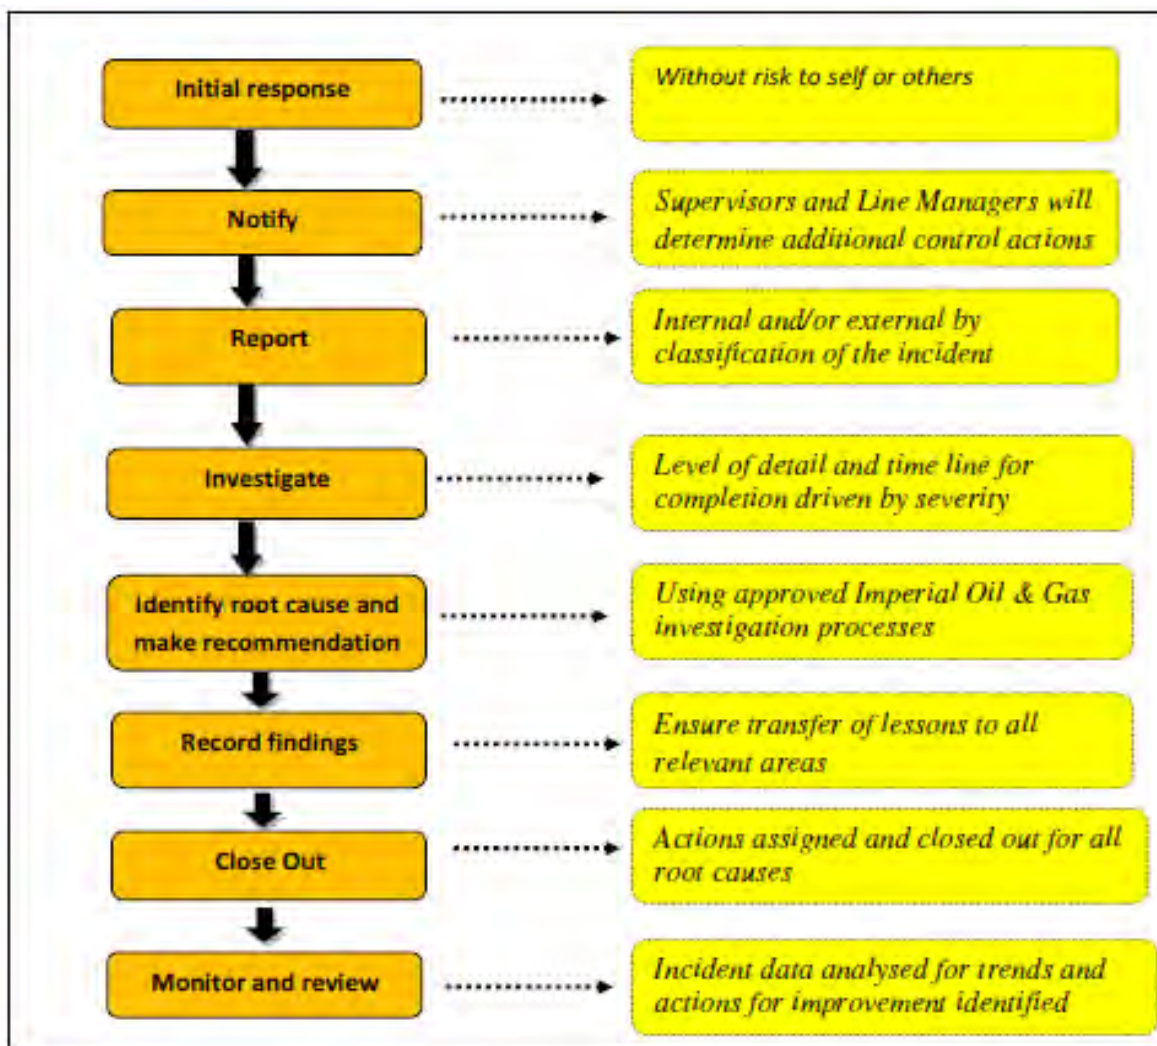 Initial response
Without risk to self or others
Notify
Supervisors and Line Managers will
determine additional control actions
Report
Internal and/or external by
classification of the incident
Investigate
Level of detail and time line for
completion driven by severity
Identify root cause and
make recommendation
Using approved Imperial Oil & Gas
investigation processes
Record findings
Ensure transfer of lessons to all
relevant areas
Close Out
Actions assigned and closed out for all
root causes
Monitor and review
Incident data analysed for trends and
actions for improvement identified